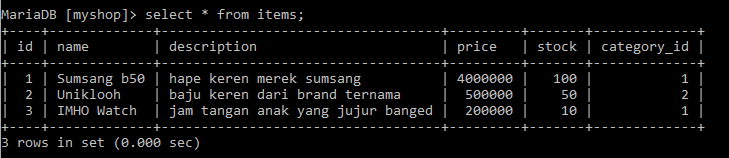 MariaDB [myshop]> select * from items;
+----+-------------+-----------------------------------+---------+-------+-------------+
| id | name        | description                       | price   | stock | category_id |
+----+-------------+-----------------------------------+---------+-------+-------------+
|  1 | Sumsang b50 | hape keren merek sumsang          | 4000000 |   100 |           1 |
|  2 | Uniklooh    | baju keren dari brand ternama     |  500000 |    50 |           2 |
|  3 | IMHO Watch  | jam tangan anak yang jujur banged |  200000 |    10 |           1 |
+----+-------------+-----------------------------------+---------+-------+-------------+
3 rows in set (0.000 sec)